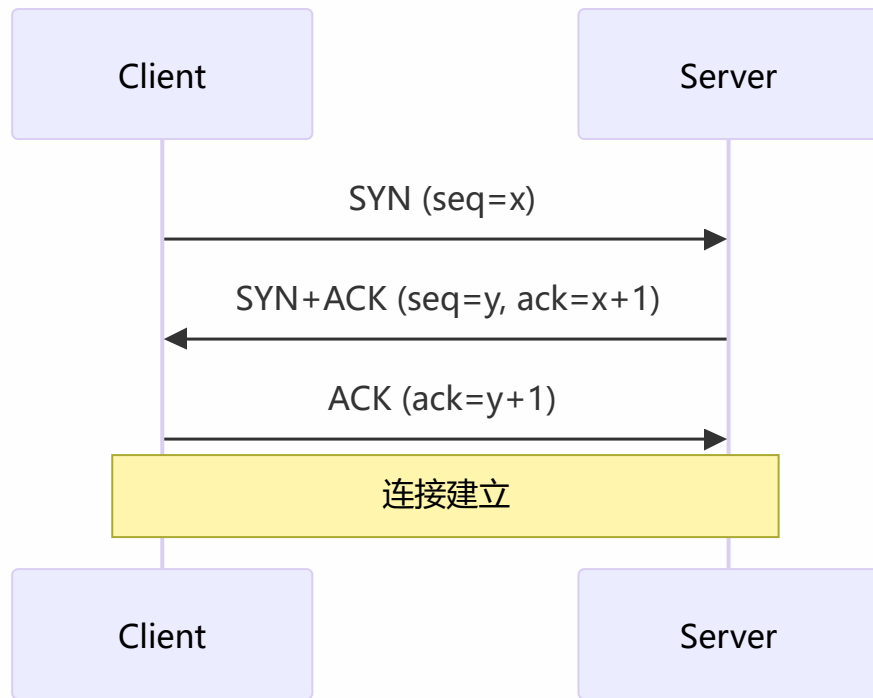 Client
Server
SYN (seq=x)
SYN+ACK (seq=y, ack=x+1)
ACK (ack=y+1)
连接建立
Client
Server